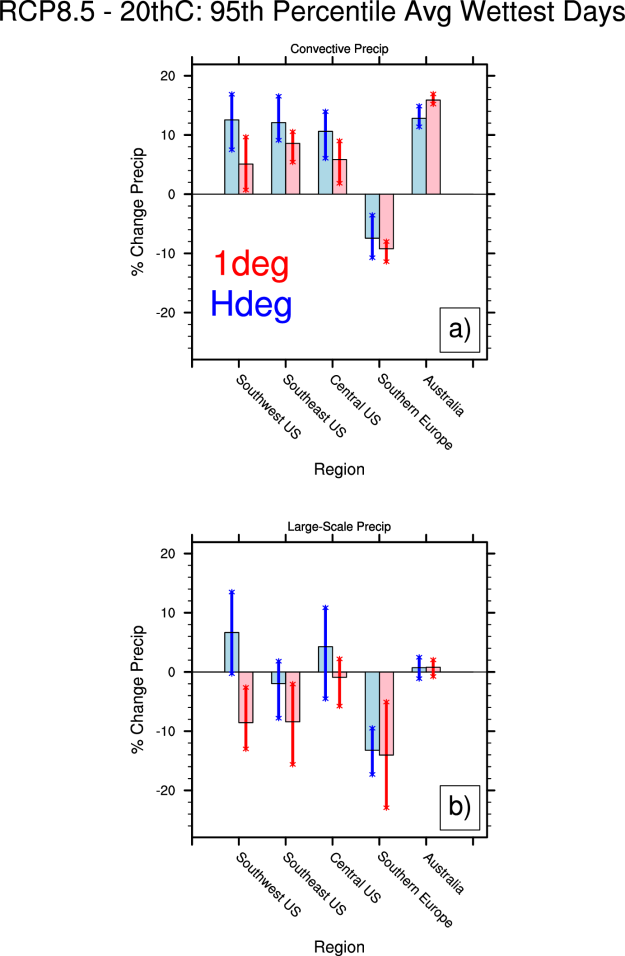 RCP8.5 - 20thC: 95th Percentile Avg Wettest Days
Convective Precip
20
10
0
-10
-20
% Change Precip
1deg
Hdeg
a)
Southwest US
Southeast US
Central US
Southern Europe
Australia
Region
Large-Scale Precip
20
10
0
-10
-20
% Change Precip
b)
Southwest US
Southeast US
Central US
Southern Europe
Australia
Region